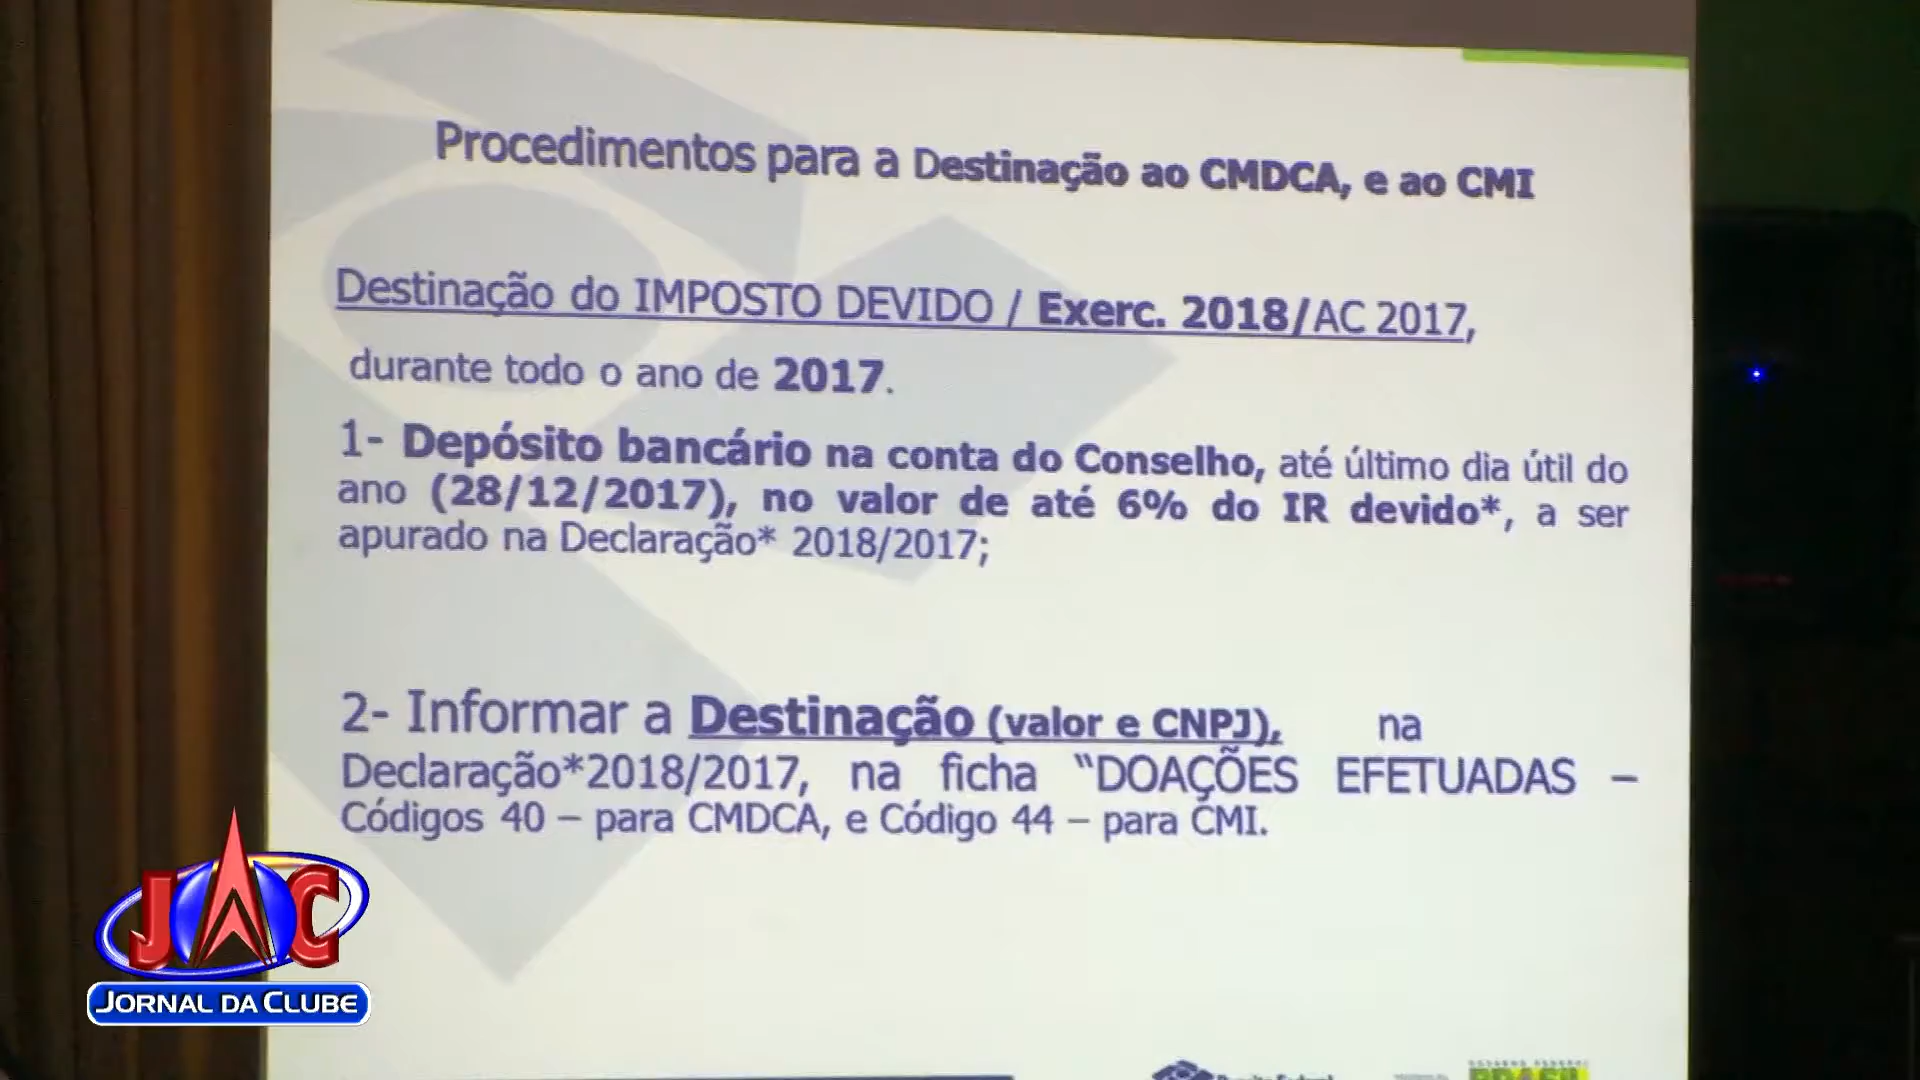 Procedimentos para a Destinação ao CMDCA, e ao CMI
Destinação do IMPOSTO DEVIDO / Exerc. 2018/AC 2017,
durante todo o ano de 2017.
1- Depósito bancário na conta do Conselho, até último dia útil do
ano (28/12/2017), no valor de até 6% do IR devido*, a ser
apurado na Declaração* 2018/2017;
2- Informar a Destinação (valor e CNPJ), na
Declaração*2018/2017, na ficha “DOAÇÕES EFETUADAS –
Códigos 40 – para CMDCA, e Código 44 – para CMI.
JAC
JORNAL DA CLUBE
BRASIL